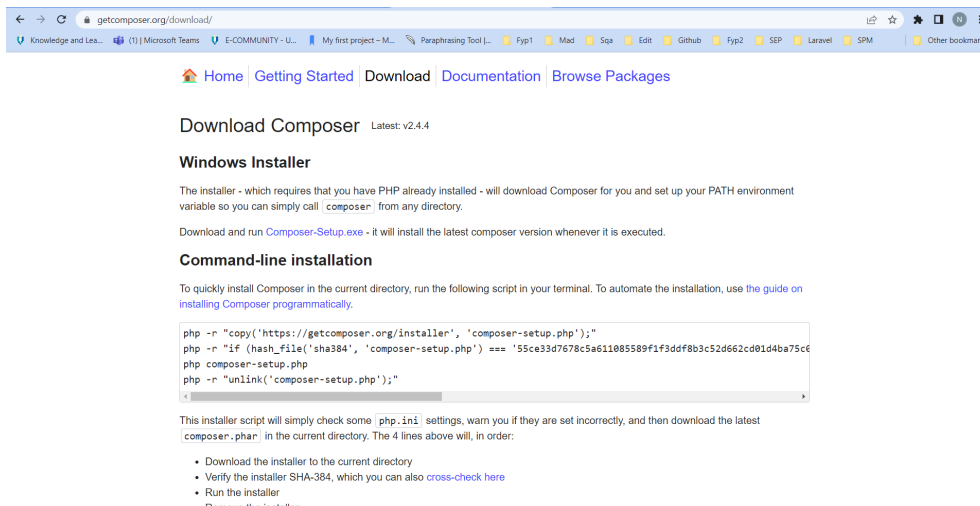 getcomposer.org/download/
N
Knowledge and Lea... (1) | Microsoft Teams E-COMMUNITY - U... My first project – M... Paraphrasing Tool |... Fyp1 Mad Sqa Edit Github Fyp2 SEP Laravel SPM Other bookmar
Home Getting Started Download Documentation Browse Packages
Download Composer Latest: v2.4.4
Windows Installer
The installer - which requires that you have PHP already installed - will download Composer for you and set up your PATH environment
variable so you can simply call composer from any directory.
Download and run Composer-Setup.exe - it will install the latest composer version whenever it is executed.
Command-line installation
To quickly install Composer in the current directory, run the following script in your terminal. To automate the installation, use the guide on
installing Composer programmatically.
php -r "copy('https://getcomposer.org/installer', 'composer-setup.php');"
php -r "if (hash_file('sha384', 'composer-setup.php') === '55ce33d7678c5a611085589f1f3ddf8b3c52d662cd01d4ba75c0
php composer-setup.php
php -r "unlink('composer-setup.php');"
This installer script will simply check some php.ini settings, warn you if they are set incorrectly, and then download the latest
composer.phar in the current directory. The 4 lines above will, in order:
• Download the installer to the current directory
• Verify the installer SHA-384, which you can also cross-check here
• Run the installer
• Remove the installer